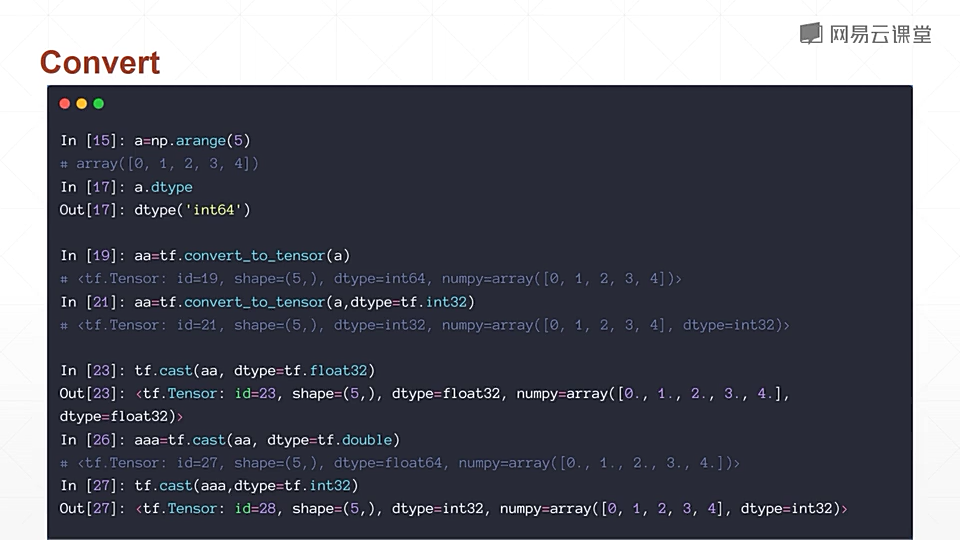 网易云课堂
Convert
In [15]: a=np.arange(5)
# array([0, 1, 2, 3, 4])
In [17]: a.dtype
Out[17]: dtype('int64')
In [19]: aa=tf.convert_to_tensor(a)
# <tf.Tensor: id=19, shape=(5,), dtype=int64, numpy=array([0, 1, 2, 3, 4])>
In [21]: aa=tf.convert_to_tensor(a,dtype=tf.int32)
# <tf.Tensor: id=21, shape=(5,), dtype=int32, numpy=array([0, 1, 2, 3, 4], dtype=int32)>
In [23]: tf.cast(aa, dtype=tf.float32)
Out[23]: <tf.Tensor: id=23, shape=(5,), dtype=float32, numpy=array([0., 1., 2., 3., 4.],
dtype=float32)>
In [26]: aaa=tf.cast(aa, dtype=tf.double)
# <tf.Tensor: id=27, shape=(5,), dtype=float64, numpy=array([0., 1., 2., 3., 4.])>
In [27]: tf.cast(aaa,dtype=tf.int32)
Out[27]: <tf.Tensor: id=28, shape=(5,), dtype=int32, numpy=array([0, 1, 2, 3, 4], dtype=int32)>